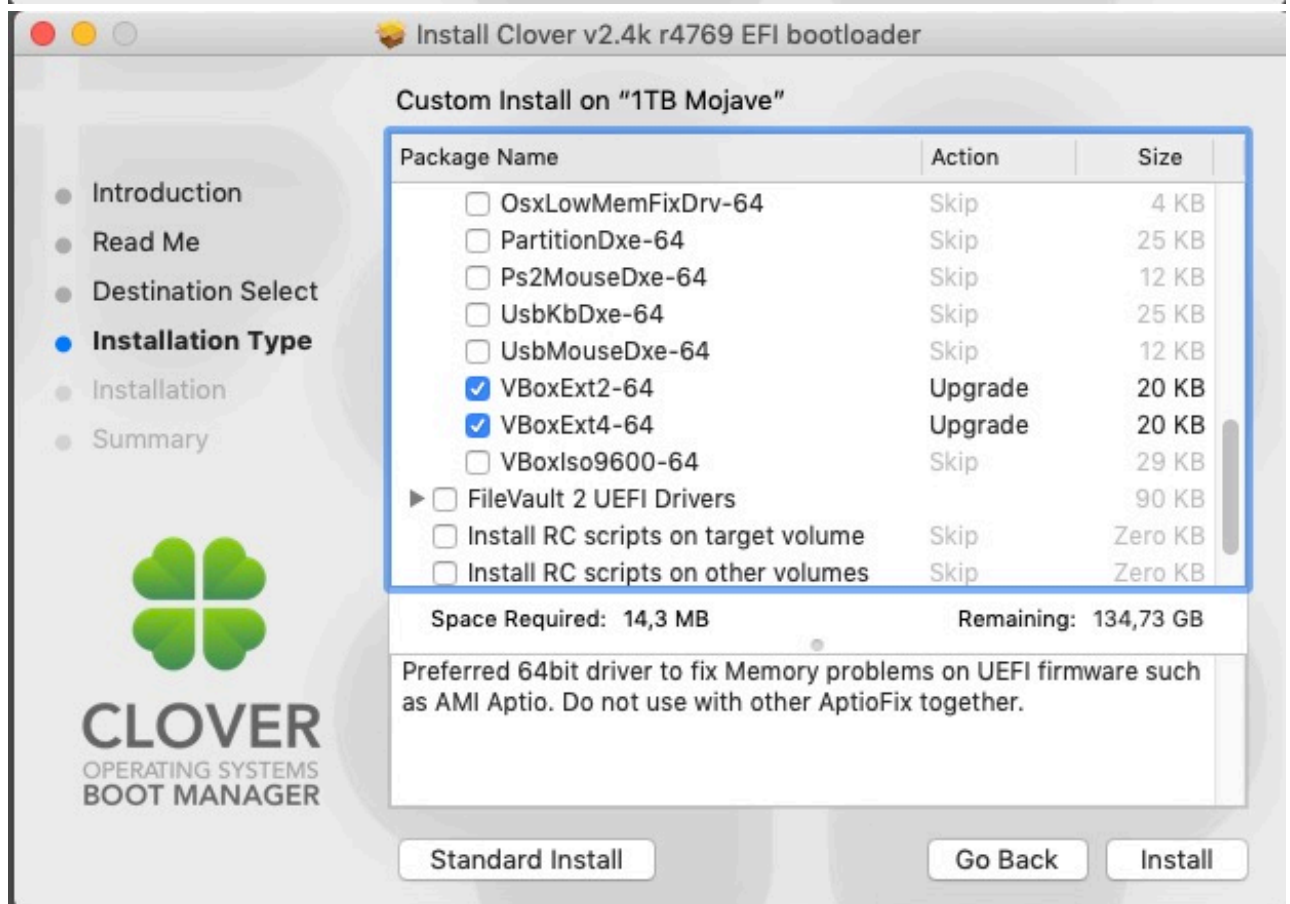 Install Clover v2.4k r4769 EFI bootloader
Custom Install on “1TB Mojave”
Introduction
Read Me
Destination Select
Installation Type
Installation
Summary
Package Name Action Size
OsxLowMemFixDrv-64 Skip 4 KB
PartitionDxe-64 Skip 25 KB
Ps2MouseDxe-64 Skip 12 KB
UsbKbDxe-64 Skip 25 KB
UsbMouseDxe-64 Skip 12 KB
VBoxExt2-64 Upgrade 20 KB
VBoxExt4-64 Upgrade 20 KB
VBoxIso9600-64 Skip 29 KB
FileVault 2 UEFI Drivers 90 KB
Install RC scripts on target volume Skip Zero KB
Install RC scripts on other volumes Skip Zero KB
Space Required: 14,3 MB Remaining: 134,73 GB
Preferred 64bit driver to fix Memory problems on UEFI firmware such
as AMI Aptio. Do not use with other AptioFix together.
CLOVER
OPERATING SYSTEMS
BOOT MANAGER
Standard Install Go Back Install